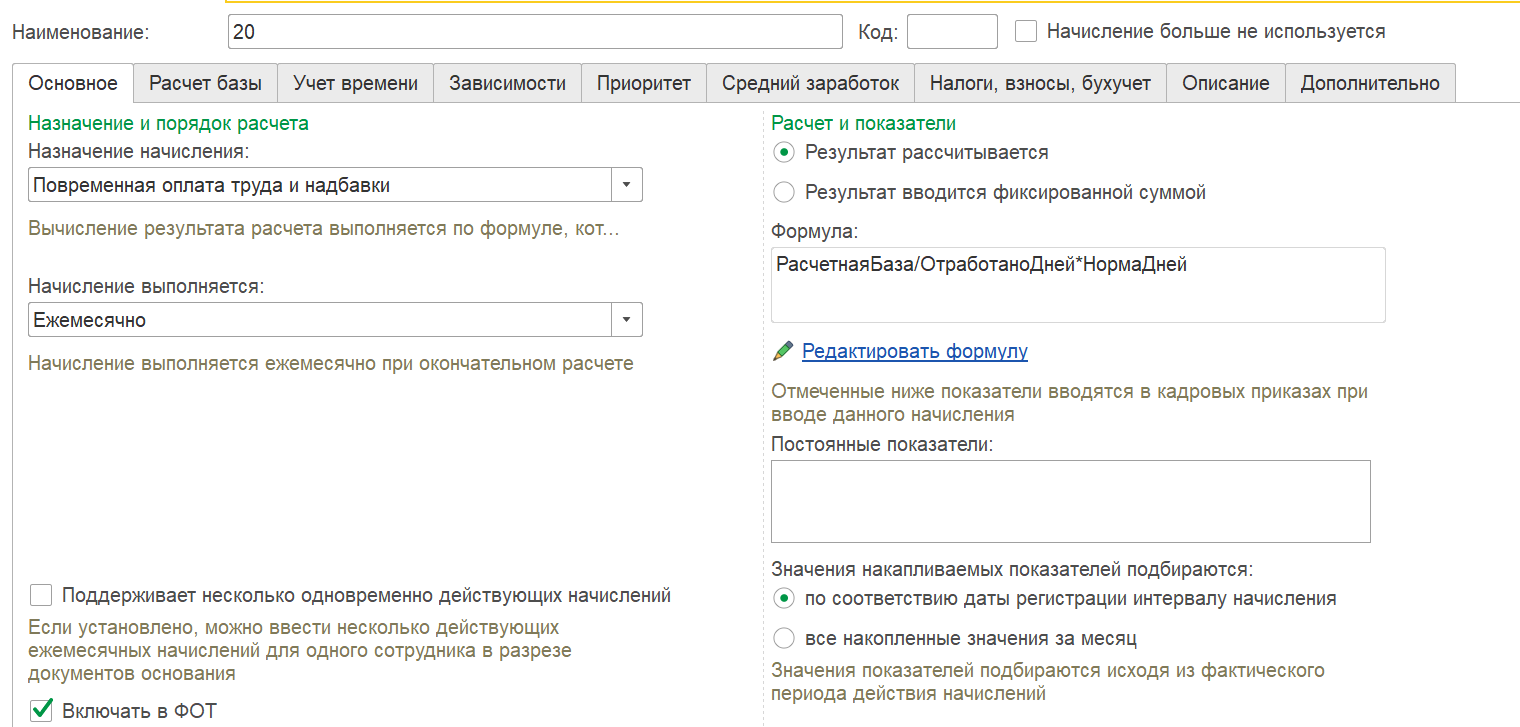 Наименование: 20 Код: Начисление больше не используется
Основное Расчет базы Учет времени Зависимости Приоритет Средний заработок Налоги, взносы, бухучет Описание Дополнительно
Назначение и порядок расчета
Назначение начисления:
Повременная оплата труда и надбавки
Вычисление результата расчета выполняется по формуле, кот...
Начисление выполняется:
Ежемесячно
Начисление выполняется ежемесячно при окончательном расчете
Поддерживает несколько одновременно действующих начислений
Если установлено, можно ввести несколько действующих
ежемесячных начислений для одного сотрудника в разрезе
документов основания
Включать в ФОТ
Расчет и показатели
Результат рассчитывается
Результат вводится фиксированной суммой
Формула:
РасчетнаяБаза/ОтработаноДней*НормаДней
Редактировать формулу
Отмеченные ниже показатели вводятся в кадровых приказах при
вводе данного начисления
Постоянные показатели:
Значения накапливаемых показателей подбираются:
по соответствию даты регистрации интервалу начисления
все накопленные значения за месяц
Значения показателей подбираются исходя из фактического
периода действия начислений